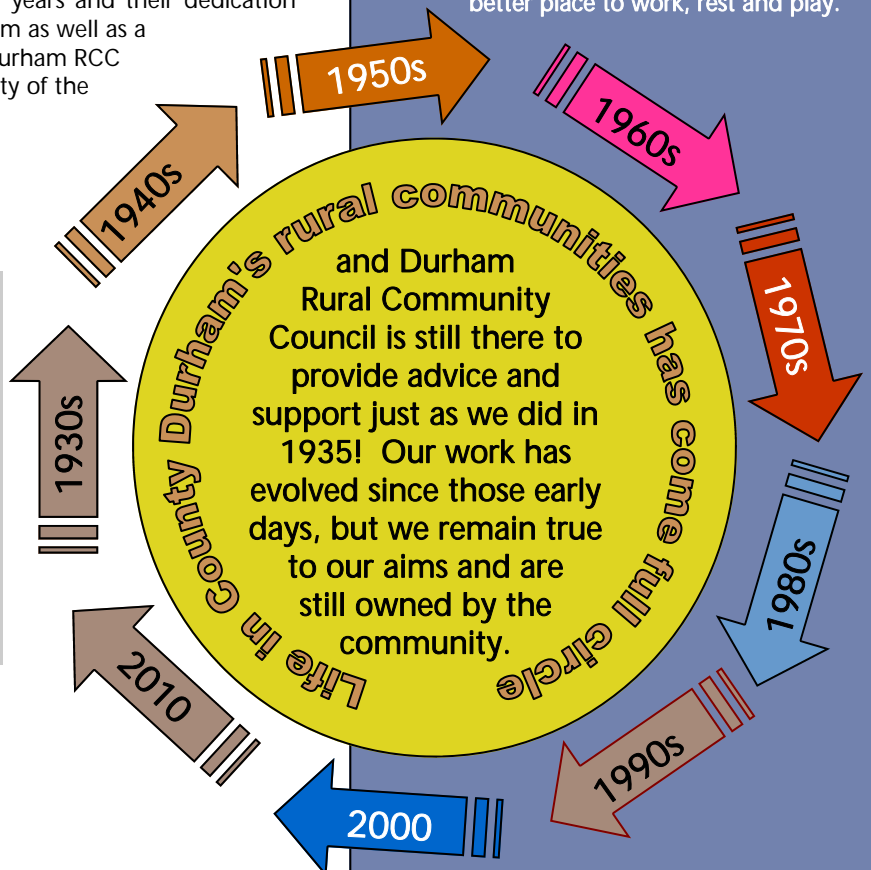 years and their dedication
m as well as a
urham RCC
ty of the
better place to work, rest and play.
1930s
1940s
1950s
1960s
1970s
1980s
1990s
2000
2010
Life in County Durham's rural communities has come full circle
and Durham
Rural Community
Council is still there to
provide advice and
support just as we did in
1935! Our work has
evolved since those early
days, but we remain true
to our aims and are
still owned by the
community.